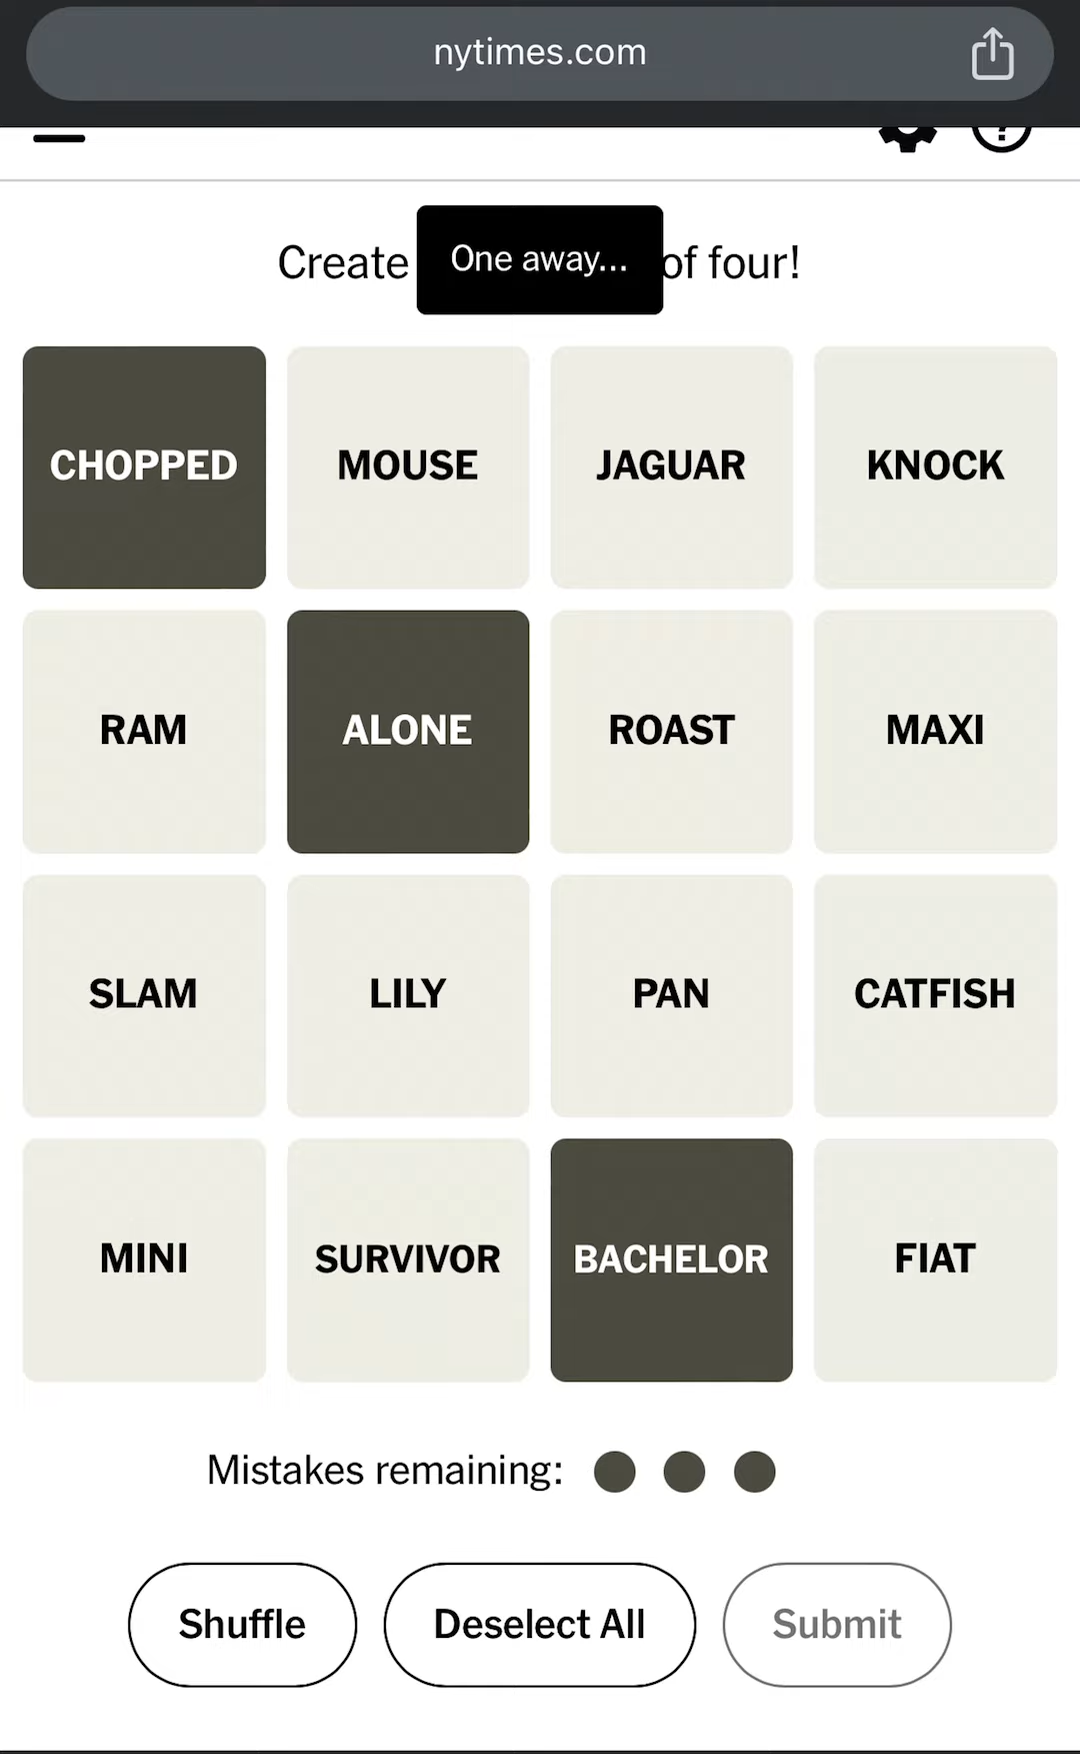 nytimes.com
Create
One away...
of four!
CHOPPED MOUSE JAGUAR KNOCK
RAM ALONE ROAST MAXI
SLAM LILY PAN CATFISH
MINI SURVIVOR BACHELOR FIAT
Mistakes remaining:
Shuffle Deselect All Submit